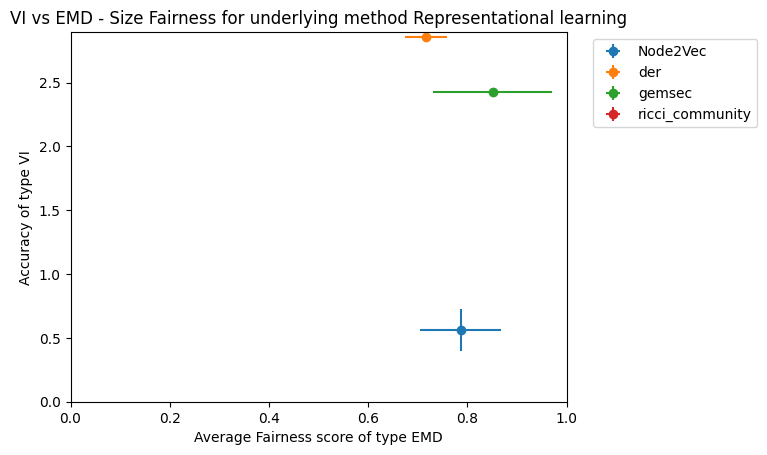 VI vs EMD - Size Fairness for underlying method Representational learning
Node2Vec
der
gemsec
ricci_community
Accuracy of type VI
2.5
2.0
1.5
1.0
0.5
0.0
0.0 0.2 0.4 0.6 0.8 1.0
Average Fairness score of type EMD